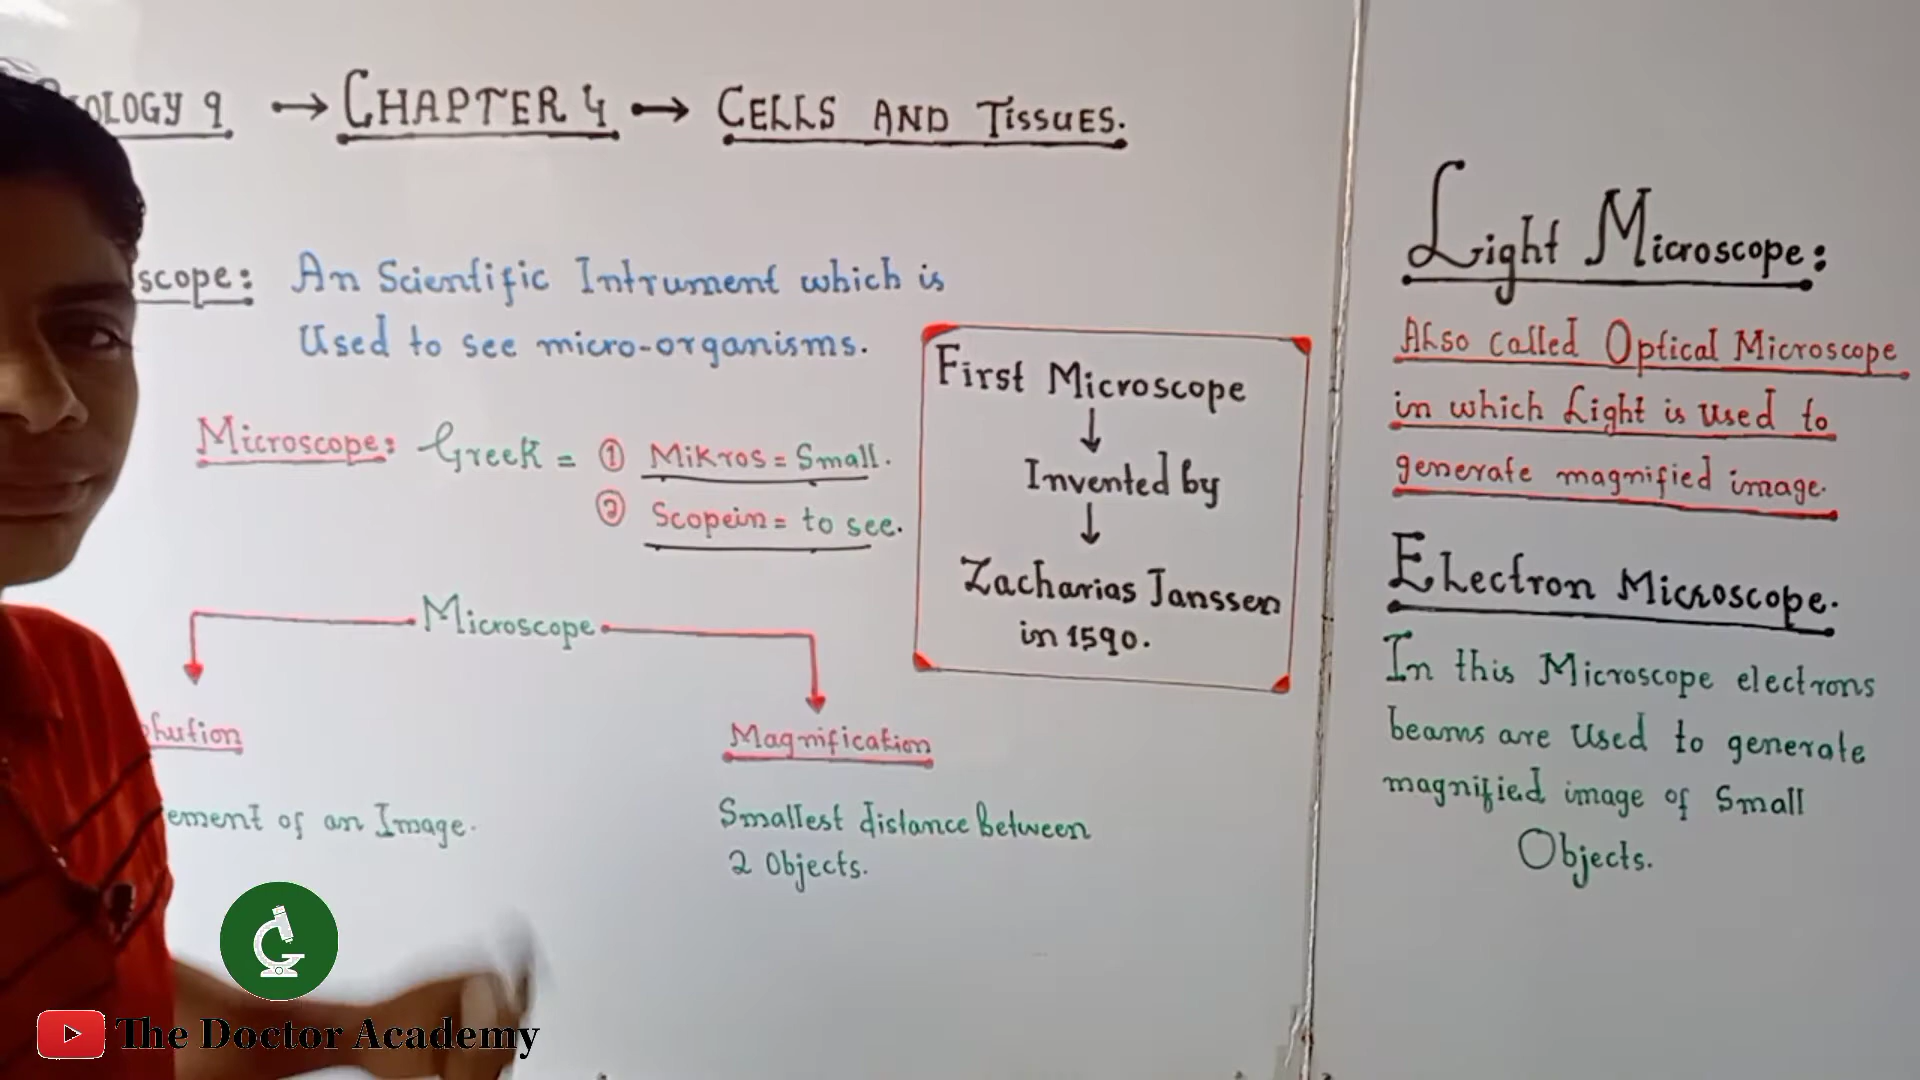 BIOLOGY 9 → CHAPTER 4 → CELLS AND TISSUES.
scope: An Scientific Intrument which is
Used to see micro-organisms.
Microscope: Greek = ① Mikros = Small.
② Scopein = to see.
Microscope
Magnification
ement of an Image.
Smallest distance Between
2 Objects.
First Microscope
↓
Invented by
↓
Zacharias Janssen
in 1590.
Light Microscope:
Also called Optical Microscope
in which Light is used to
generate magnified image.
Electron Microscope.
In this Microscope electrons
beams are Used to generate
magnified image of Small
Objects.
The Doctor Academy